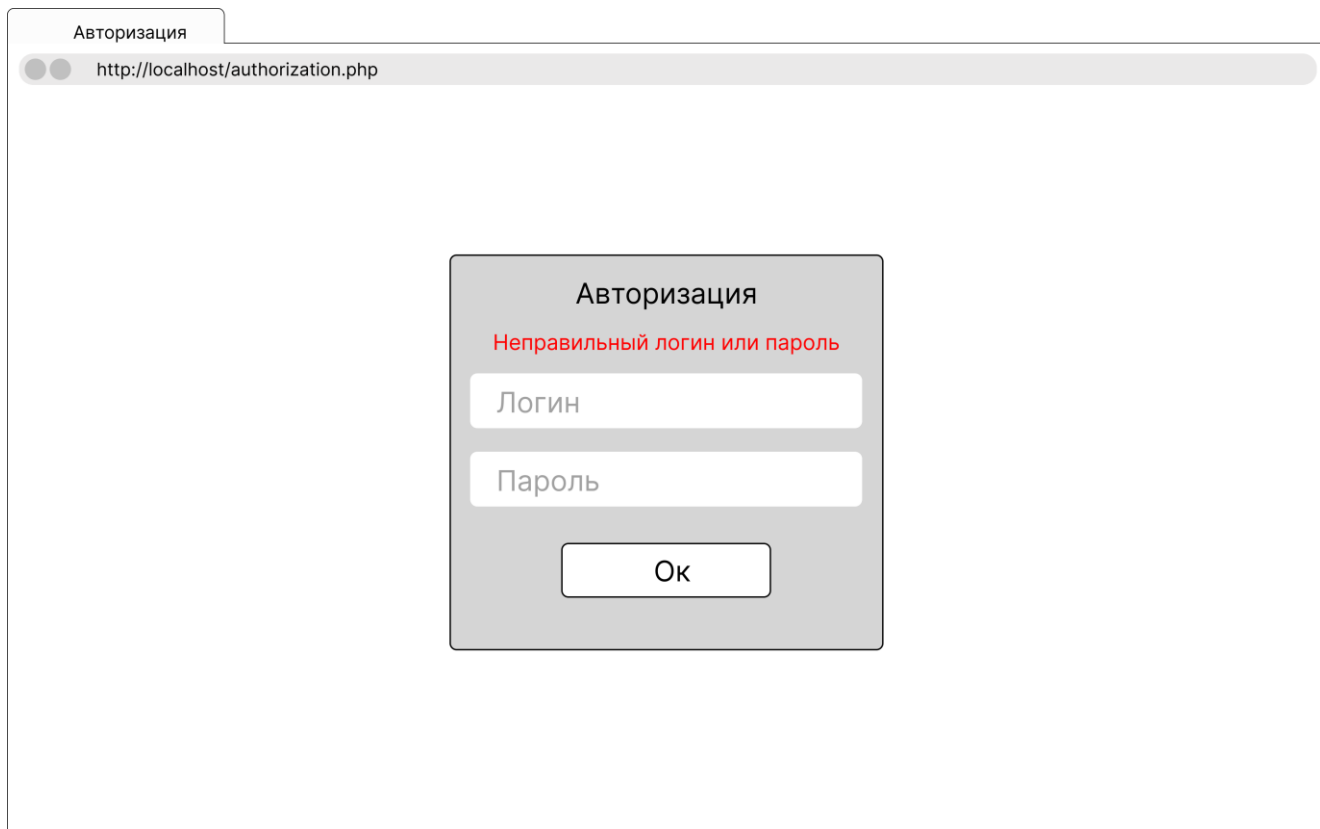 Авторизация
http://localhost/authorization.php
Авторизация
Неправильный логин или пароль
Логин
Пароль
Ок